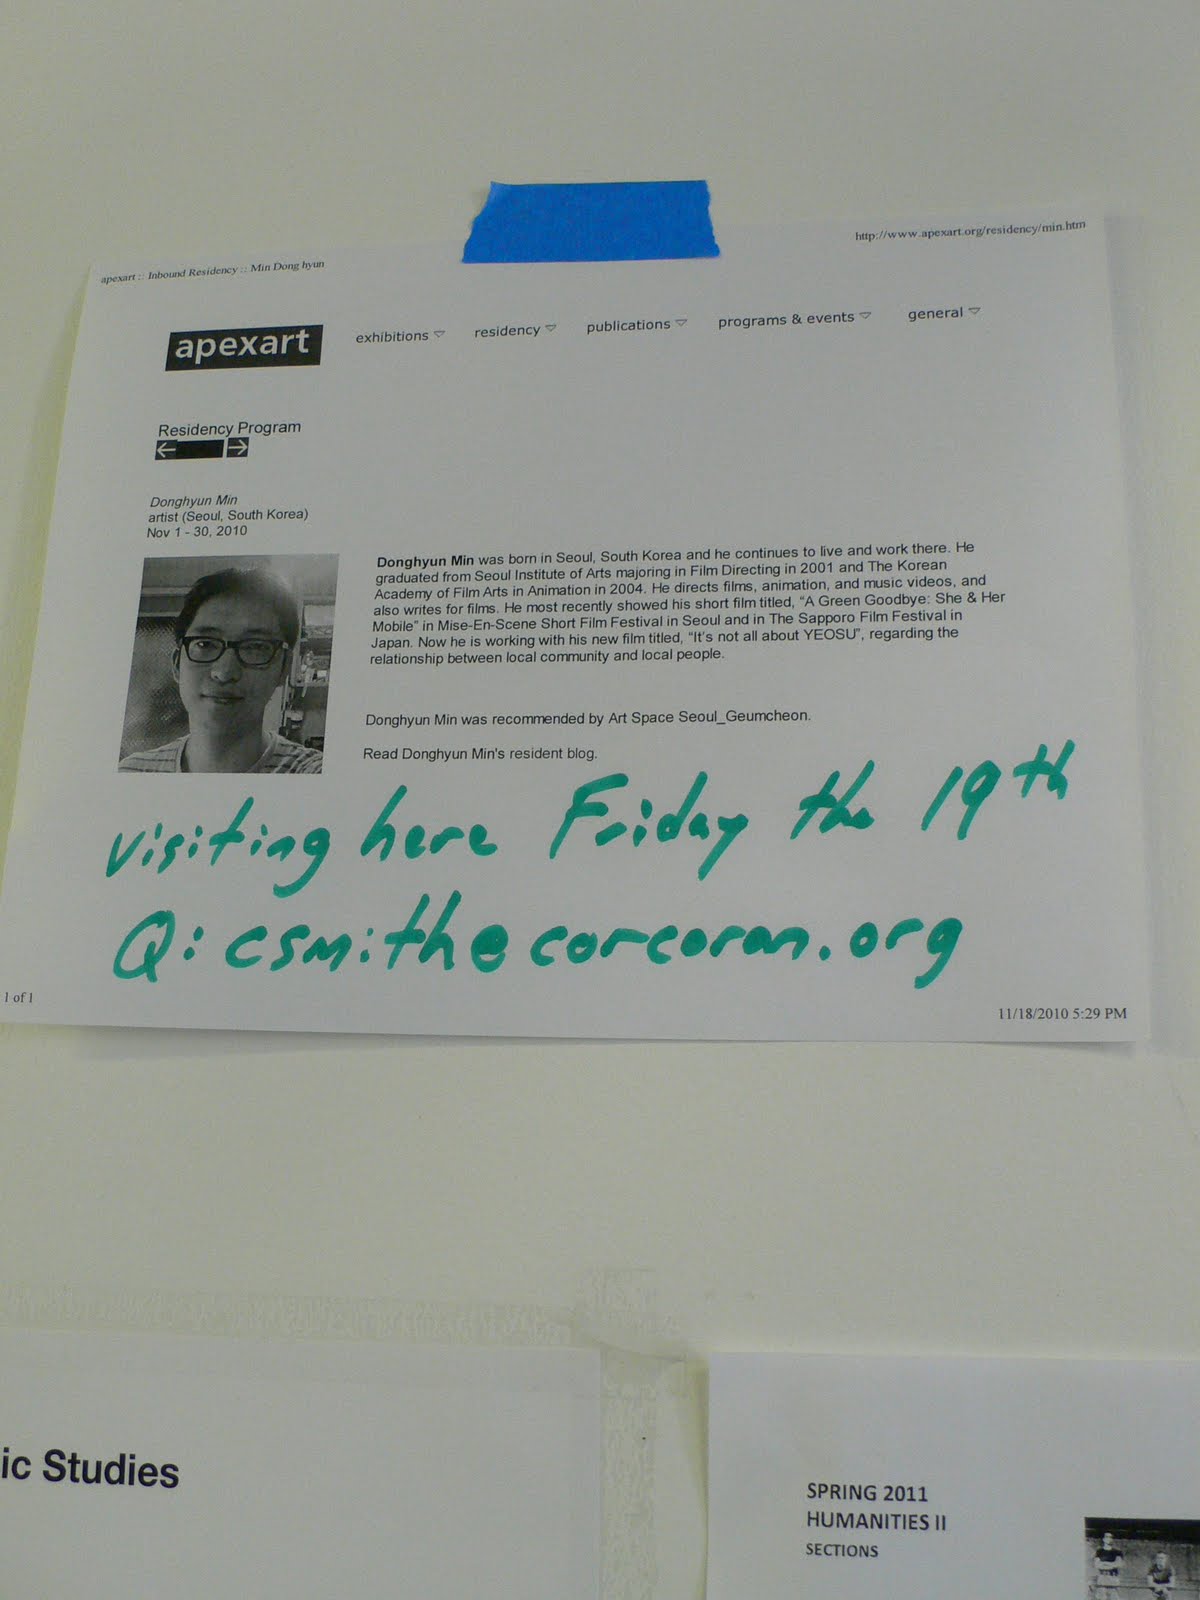 apexart :: Inbound Residency :: Min Dong hyun
http://www.apexart.org/residency/min.htm
apexart
exhibitions residency publications programs & events general
Residency Program
Donghyun Min
artist (Seoul, South Korea)
Nov 1 - 30, 2010
Donghyun Min was born in Seoul, South Korea and he continues to live and work there. He
graduated from Seoul Institute of Arts majoring in Film Directing in 2001 and The Korean
Academy of Film Arts in Animation in 2004. He directs films, animation, and music videos, and
also writes for films. He most recently showed his short film titled, “A Green Goodbye: She & Her
Mobile” in Mise-En-Scene Short Film Festival in Seoul and in The Sapporo Film Festival in
Japan. Now he is working with his new film titled, “It's not all about YEOSU”, regarding the
relationship between local community and local people.
Donghyun Min was recommended by Art Space Seoul_Geumcheon.
Read Donghyun Min's resident blog.
visiting here Friday the 19th
Q: csmith@corcoran.org
1 of 1
11/18/2010 5:29 PM
ic Studies
SPRING 2011
HUMANITIES II
SECTIONS